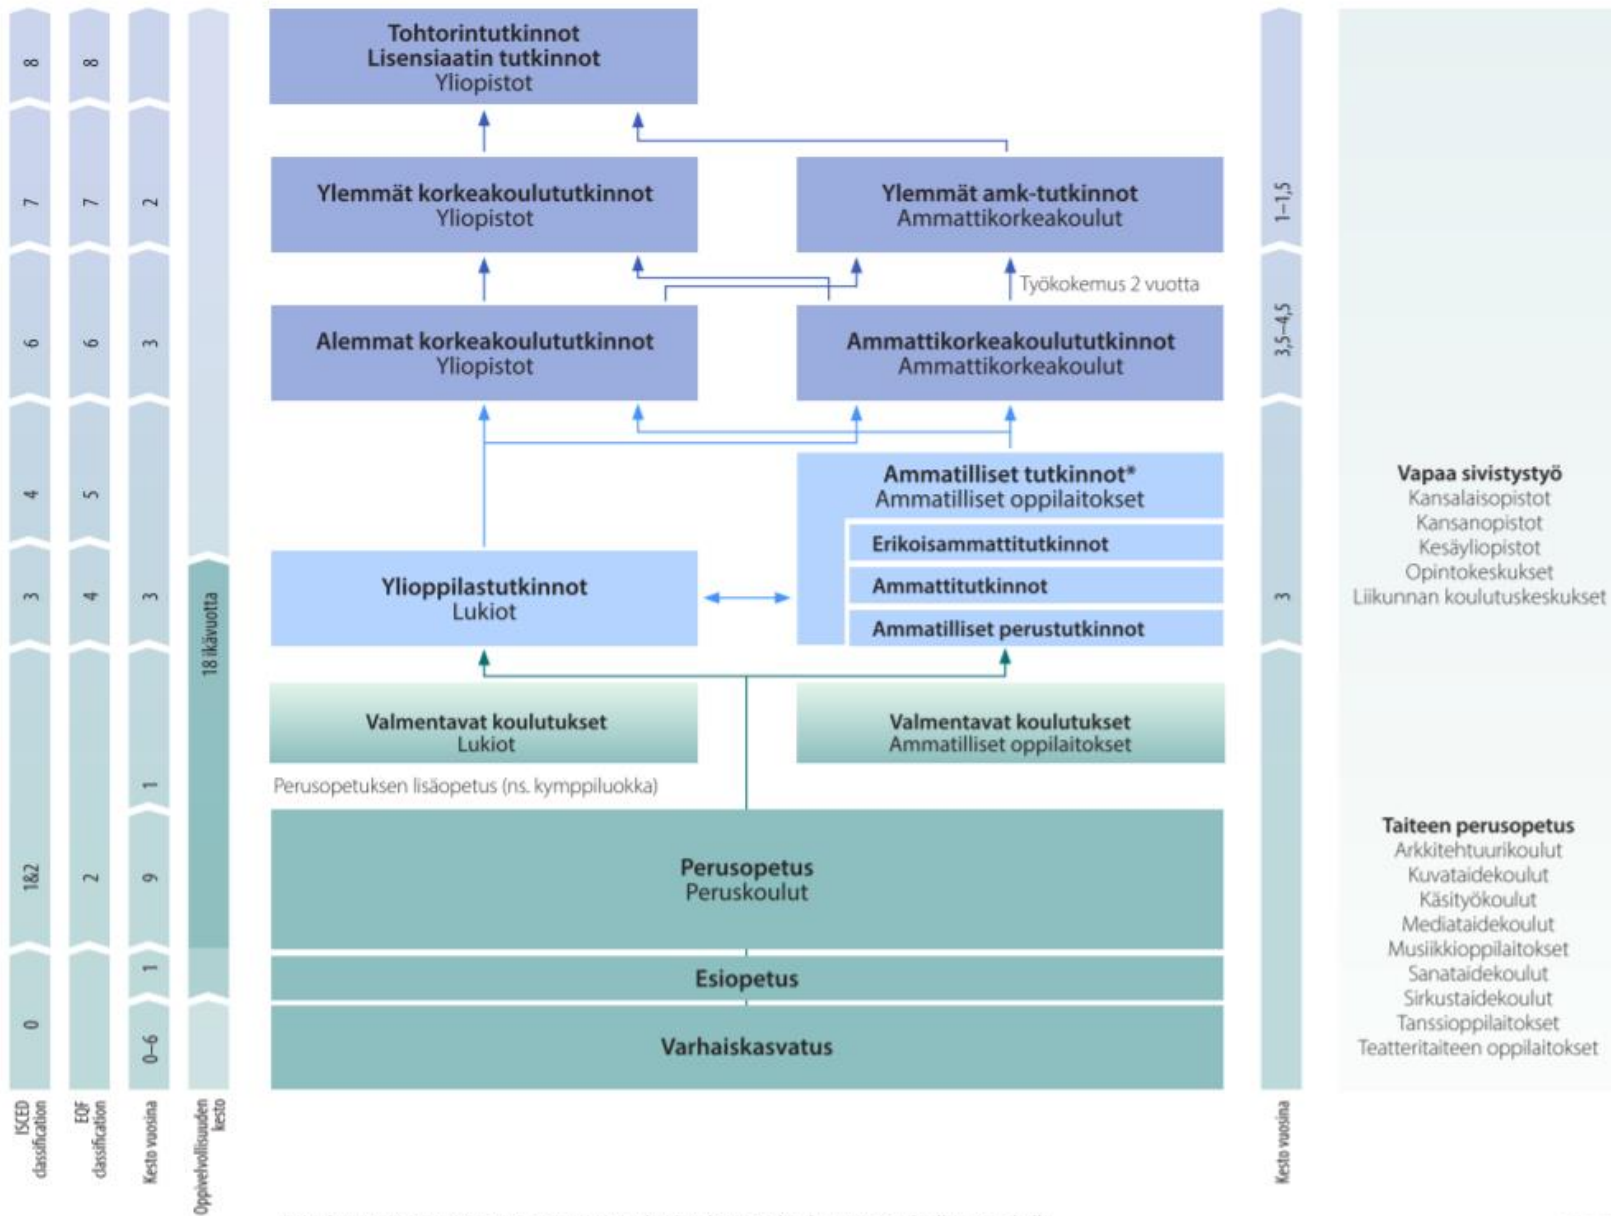 Tohtorintutkinnot
Lisensiaatin tutkinnot
Yliopistot
Ylemmät korkeakoulututkinnot
Yliopistot
Ylemmät amk-tutkinnot
Ammattikorkeakoulut
Työkokemus 2 vuotta
Alemmat korkeakoulututkinnot
Yliopistot
Ammattikorkeakoulututkinnot
Ammattikorkeakoulut
Ammatilliset tutkinnot*
Ammatilliset oppilaitokset
Erikoisammattitutkinnot
Ammattitutkinnot
Ammatilliset perustutkinnot
Ylioppilastutkinnot
Lukiot
Valmentavat koulutukset
Lukiot
Valmentavat koulutukset
Ammatilliset oppilaitokset
Perusopetuksen lisäopetus (ns. kymppiluokka)
Perusopetus
Peruskoulut
Esiopetus
Varhaiskasvatus
8
7
6
4
3
1&2
0
ISCED
classification
8
7
6
5
4
2
EQF
classification
2
3
3
1
9
1
0–6
Kesto vuosina
18 ikävuotta
Oppivelvollisuuden
kesto
1–1,5
3,5–4,5
3
Kesto vuosina
Vapaa sivistystyö
Kansalaisopistot
Kansanopistot
Kesäyliopistot
Opintokeskukset
Liikunnan koulutuskeskukset
Taiteen perusopetus
Arkkitehtuurikoulut
Kuvataidekoulut
Käsityökoulut
Mediataidekoulut
Musiikkioppilaitokset
Sanataidekoulut
Sirkustaidekoulut
Tanssioppilaitokset
Teatteritaiteen oppilaitokset